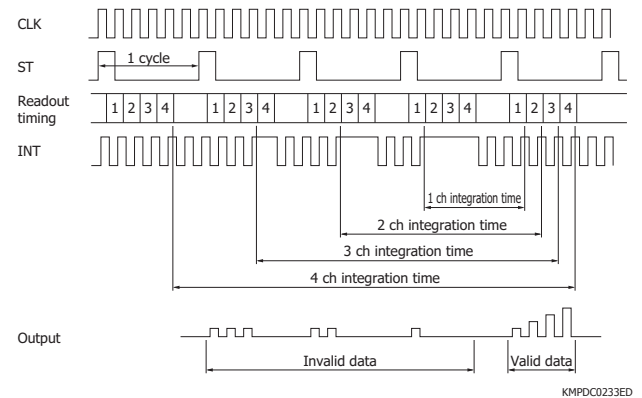 CLK
1 cycle
ST
Readout
timing
1 2 3 4 1 2 3 4 1 2 3 4 1 2 3 4 1 2 3 4
INT
1 ch integration time
2 ch integration time
3 ch integration time
4 ch integration time
Output
Invalid data
Valid data
KMPDC0233ED